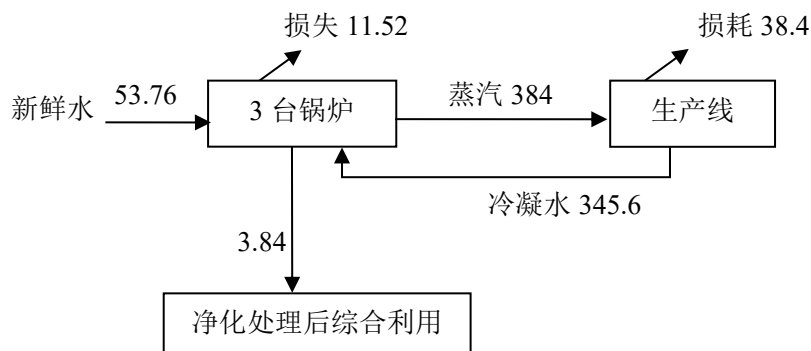 损失 11.52
损耗 38.4
新鲜水
53.76
3 台锅炉
蒸汽 384
生产线
冷凝水 345.6
3.84
净化处理后综合利用